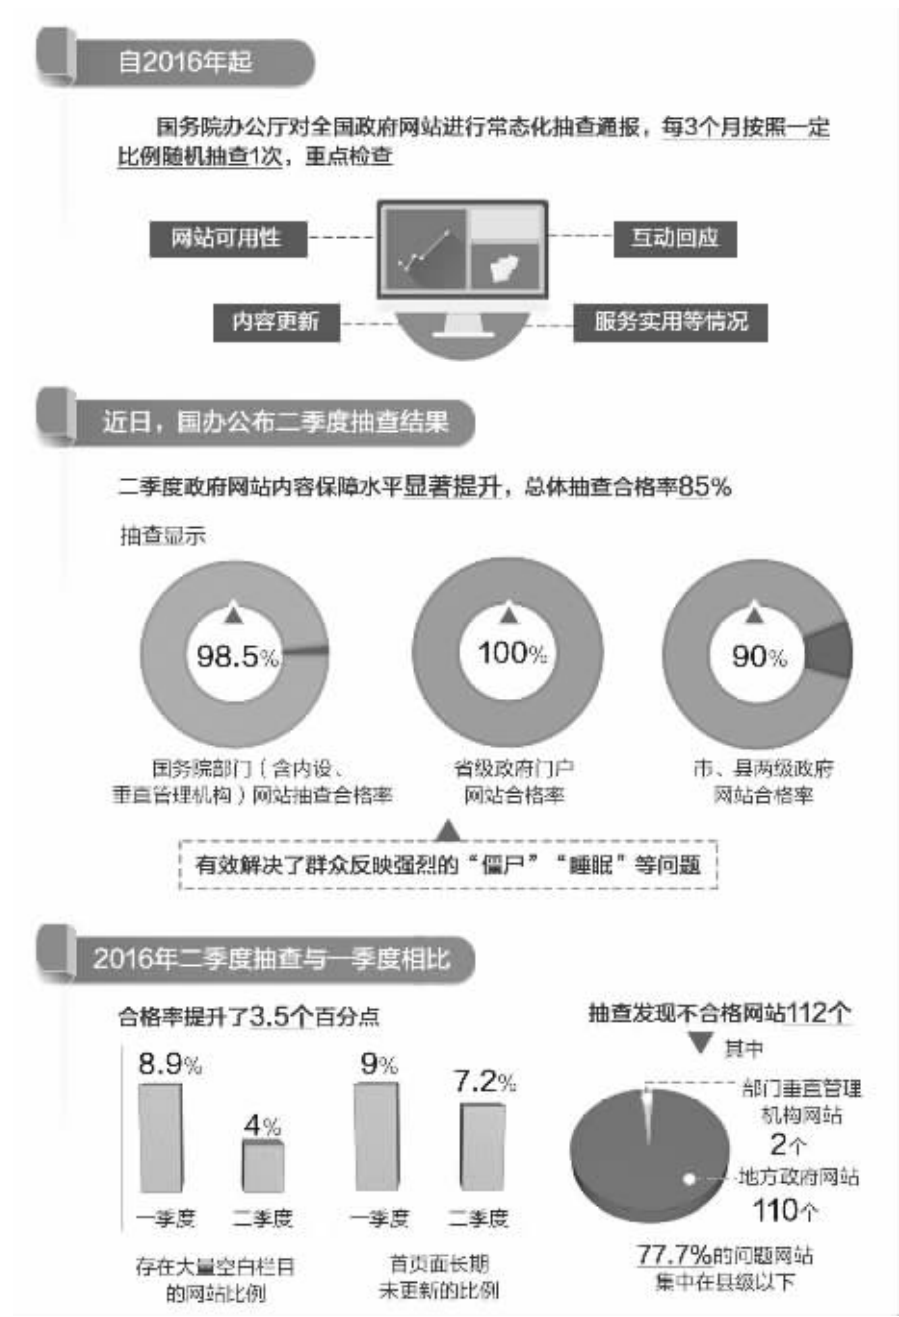 自2016年起
国务院办公厅对全国政府网站进行常态化抽查通报，每3个月按照一定
比例随机抽查1次，重点检查
网站可用性
互动回应
内容更新
服务实用等情况
近日，国办公布二季度抽查结果
二季度政府网站内容保障水平显著提升，总体抽查合格率85%
抽查显示
98.5%
100%
90%
国务院部门（含内设、
垂直管理机构）网站抽查合格率
省级政府门户
网站合格率
市、县两级政府
网站合格率
有效解决了群众反映强烈的“僵尸”“睡眠”等问题
2016年二季度抽查与一季度相比
合格率提升了3.5个百分点
8.9%
4%
一季度
二季度
存在大量空白栏目
的网站比例
9%
7.2%
一季度
二季度
首页面长期
未更新的比例
抽查发现不合格网站112个
其中
部门垂直管理
机构网站
2个
地方政府网站
110个
77.7%的问题网站
集中在县级以下